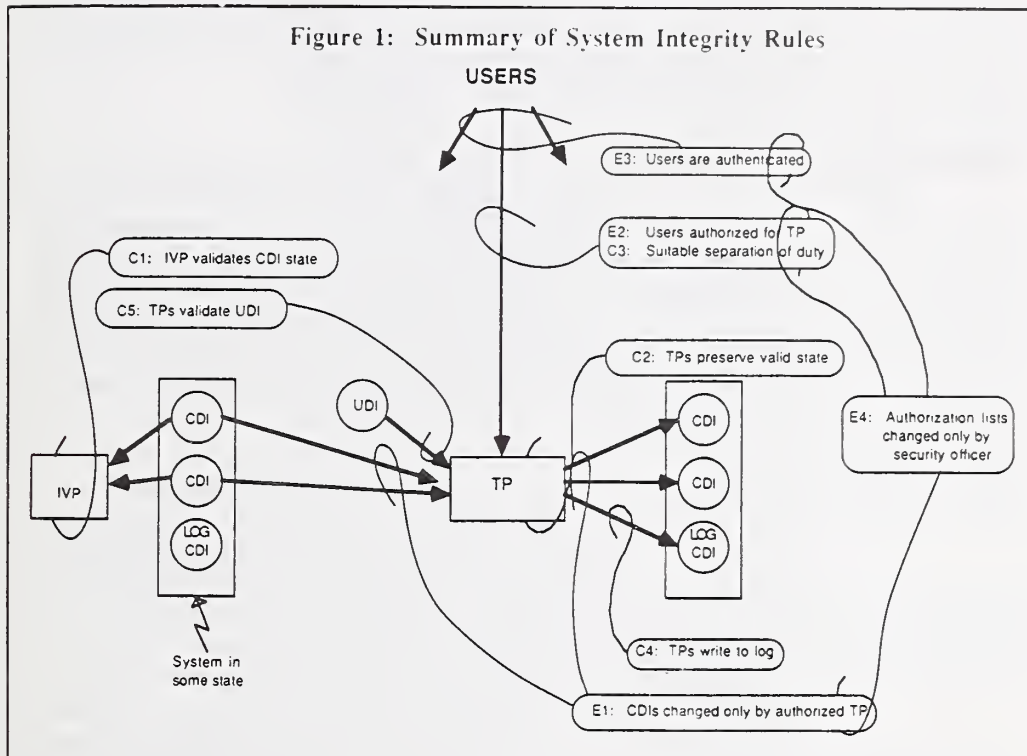 Figure 1: Summary of System Integrity Rules
USERS
E3: Users are authenticated
E2: Users authorized for TP
C3: Suitable separation of duty
C1: IVP validates CDI state
C5: TPs validate UDI
C2: TPs preserve valid state
CDI
UDI
CDI
E4: Authorization lists
changed only by
security officer
IVP
CDI
TP
CDI
LOG
CDI
LOG
CDI
System in
some state
C4: TPs write to log
E1: CDIs changed only by authorized TP